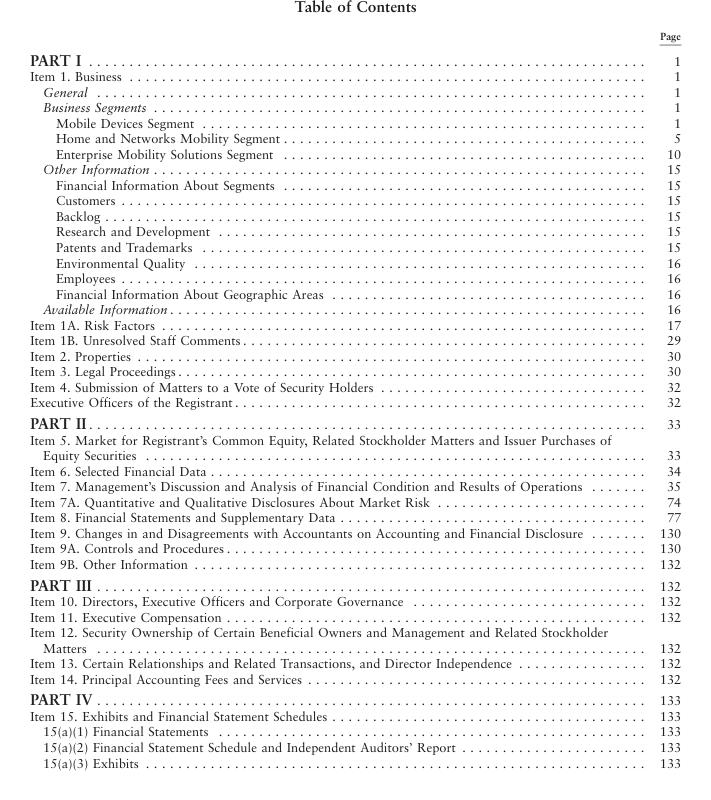 Table of Contents
Page
PART I . . . . . . . . . . . . . . . . . . . . . . . . . . . . . . 1
Item 1. Business . . . . . . . . . . . . . . . . . . . . . . . . . . . . . . 1
General . . . . . . . . . . . . . . . . . . . . . . . . . . . . . . 1
Business Segments . . . . . . . . . . . . . . . . . . . . . . . . . . . . . . 1
Mobile Devices Segment . . . . . . . . . . . . . . . . . . . . . . . . . . . . . . 1
Home and Networks Mobility Segment . . . . . . . . . . . . . . . . . . . . . . . . . . . . . . 5
Enterprise Mobility Solutions Segment . . . . . . . . . . . . . . . . . . . . . . . . . . . . . . 10
Other Information . . . . . . . . . . . . . . . . . . . . . . . . . . . . . . 15
Financial Information About Segments . . . . . . . . . . . . . . . . . . . . . . . . . . . . . . 15
Customers . . . . . . . . . . . . . . . . . . . . . . . . . . . . . . 15
Backlog . . . . . . . . . . . . . . . . . . . . . . . . . . . . . . 15
Research and Development . . . . . . . . . . . . . . . . . . . . . . . . . . . . . . 15
Patents and Trademarks . . . . . . . . . . . . . . . . . . . . . . . . . . . . . . 15
Environmental Quality . . . . . . . . . . . . . . . . . . . . . . . . . . . . . . 16
Employees . . . . . . . . . . . . . . . . . . . . . . . . . . . . . . 16
Financial Information About Geographic Areas . . . . . . . . . . . . . . . . . . . . . . . . . . . . . . 16
Available Information . . . . . . . . . . . . . . . . . . . . . . . . . . . . . . 16
Item 1A. Risk Factors . . . . . . . . . . . . . . . . . . . . . . . . . . . . . . 17
Item 1B. Unresolved Staff Comments . . . . . . . . . . . . . . . . . . . . . . . . . . . . . . 29
Item 2. Properties . . . . . . . . . . . . . . . . . . . . . . . . . . . . . . 30
Item 3. Legal Proceedings . . . . . . . . . . . . . . . . . . . . . . . . . . . . . . 30
Item 4. Submission of Matters to a Vote of Security Holders . . . . . . . . . . . . . . . . . . . . 32
Executive Officers of the Registrant . . . . . . . . . . . . . . . . . . . . . . . . . . . . . . 32
PART II . . . . . . . . . . . . . . . . . . . . . . . . . . . . . . 33
Item 5. Market for Registrant's Common Equity, Related Stockholder Matters and Issuer Purchases of
Equity Securities . . . . . . . . . . . . . . . . . . . . . . . . . . . . . . 33
Item 6. Selected Financial Data . . . . . . . . . . . . . . . . . . . . . . . . . . . . . . 34
Item 7. Management's Discussion and Analysis of Financial Condition and Results of Operations . . . . . . . 35
Item 7A. Quantitative and Qualitative Disclosures About Market Risk . . . . . . . . . . . . . . . . . . . . 74
Item 8. Financial Statements and Supplementary Data . . . . . . . . . . . . . . . . . . . . . . . . . 77
Item 9. Changes in and Disagreements with Accountants on Accounting and Financial Disclosure . . . . . . . 130
Item 9A. Controls and Procedures . . . . . . . . . . . . . . . . . . . . . . . . . . . . . . 130
Item 9B. Other Information . . . . . . . . . . . . . . . . . . . . . . . . . . . . . . 132
PART III . . . . . . . . . . . . . . . . . . . . . . . . . . . . . . 132
Item 10. Directors, Executive Officers and Corporate Governance . . . . . . . . . . . . . . . . . . . . 132
Item 11. Executive Compensation . . . . . . . . . . . . . . . . . . . . . . . . . . . . . . 132
Item 12. Security Ownership of Certain Beneficial Owners and Management and Related Stockholder
Matters . . . . . . . . . . . . . . . . . . . . . . . . . . . . . . 132
Item 13. Certain Relationships and Related Transactions, and Director Independence . . . . . . . . . . . . . 132
Item 14. Principal Accounting Fees and Services . . . . . . . . . . . . . . . . . . . . . . . . . . . . . . 132
PART IV . . . . . . . . . . . . . . . . . . . . . . . . . . . . . . 133
Item 15. Exhibits and Financial Statement Schedules . . . . . . . . . . . . . . . . . . . . . . . . . 133
15(a)(1) Financial Statements . . . . . . . . . . . . . . . . . . . . . . . . . . . . . . 133
15(a)(2) Financial Statement Schedule and Independent Auditors' Report . . . . . . . . . . . . . . . . . . 133
15(a)(3) Exhibits . . . . . . . . . . . . . . . . . . . . . . . . . . . . . . 133